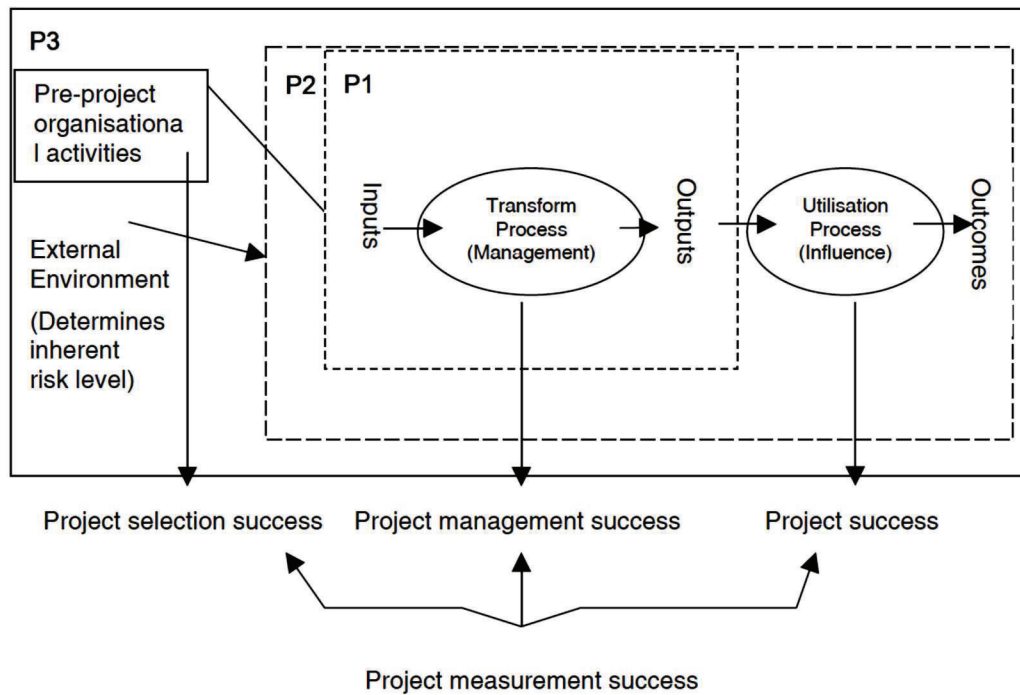 P3
Pre-project
organisationa
l activities
External
Environment
(Determines
inherent
risk level)
P2
P1
Inputs
Transform
Process
(Management)
Outputs
Utilisation
Process
(Influence)
Outcomes
Project selection success
Project management success
Project success
Project measurement success